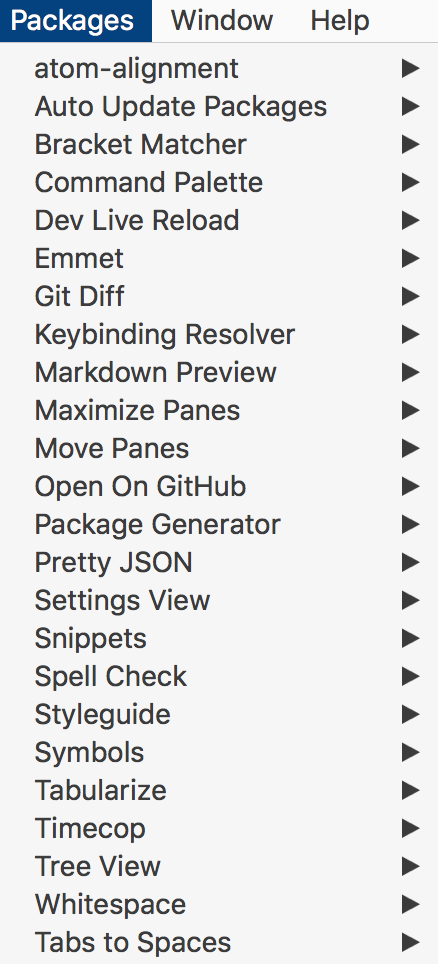 Packages Window Help
atom-alignment
Auto Update Packages
Bracket Matcher
Command Palette
Dev Live Reload
Emmet
Git Diff
Keybinding Resolver
Markdown Preview
Maximize Panes
Move Panes
Open On GitHub
Package Generator
Pretty JSON
Settings View
Snippets
Spell Check
Styleguide
Symbols
Tabularize
Timecop
Tree View
Whitespace
Tabs to Spaces